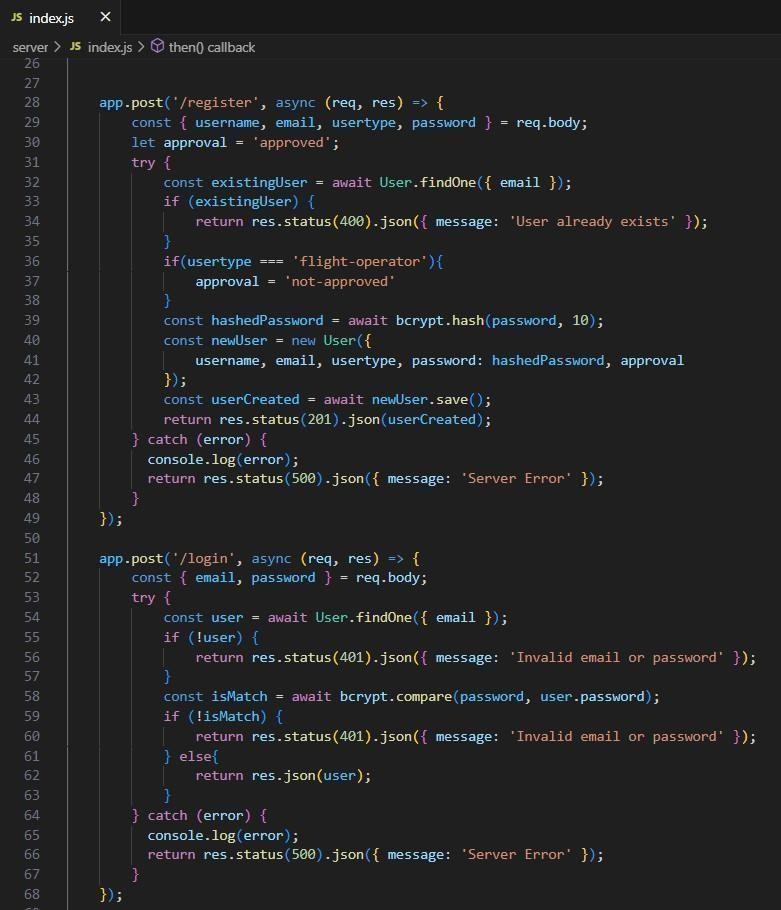 JS index.js ×
server > JS index.js > then() callback
26
27
28 app.post('/register', async (req, res) => {
29 const { username, email, usertype, password } = req.body;
30 let approval = 'approved';
31 try {
32 const existingUser = await User.findOne({ email });
33 if (existingUser) {
34 return res.status(400).json({ message: 'User already exists' });
35 }
36 if(usertype === 'flight-operator'){
37 approval = 'not-approved'
38 }
39 const hashedPassword = await bcrypt.hash(password, 10);
40 const newUser = new User({
41 username, email, usertype, password: hashedPassword, approval
42 });
43 const userCreated = await newUser.save();
44 return res.status(201).json(userCreated);
45 } catch (error) {
46 console.log(error);
47 return res.status(500).json({ message: 'Server Error' });
48 }
49 });
50
51 app.post('/login', async (req, res) => {
52 const { email, password } = req.body;
53 try {
54 const user = await User.findOne({ email });
55 if (!user) {
56 return res.status(401).json({ message: 'Invalid email or password' });
57 }
58 const isMatch = await bcrypt.compare(password, user.password);
59 if (!isMatch) {
60 return res.status(401).json({ message: 'Invalid email or password' });
61 } else{
62 return res.json(user);
63 }
64 } catch (error) {
65 console.log(error);
66 return res.status(500).json({ message: 'Server Error' });
67 }
68 });